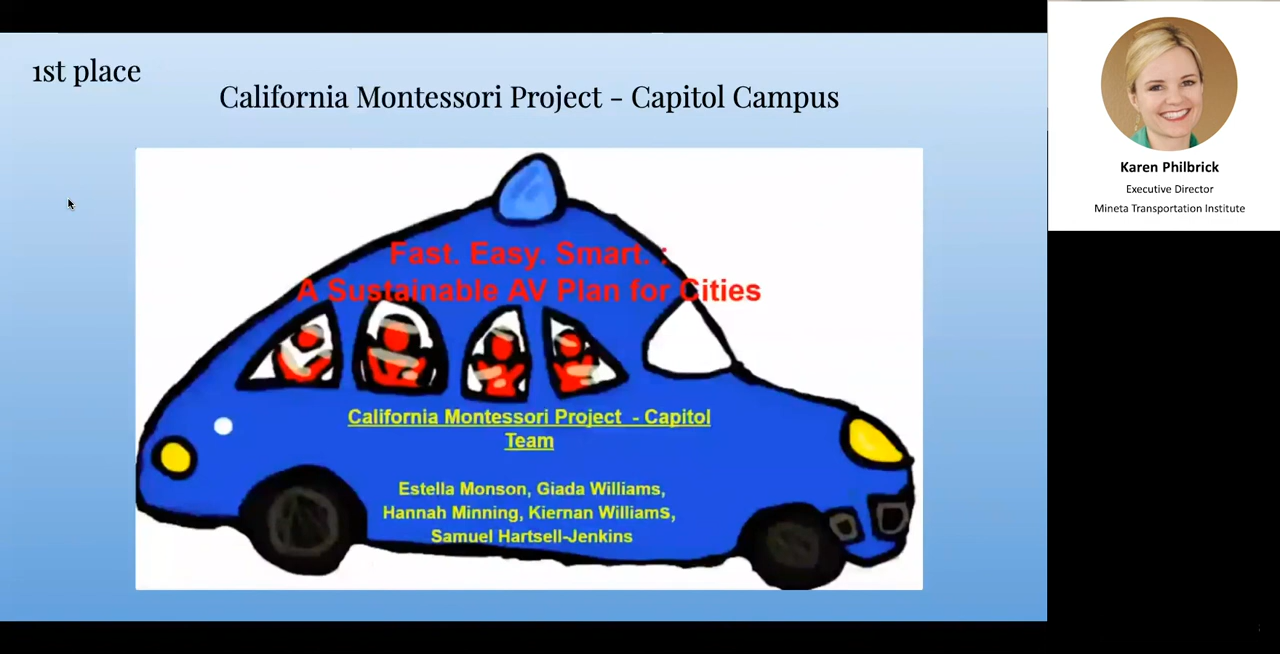 1st place
California Montessori Project - Capitol Campus
Fast. Easy. Smart. :
A Sustainable AV Plan for Cities
California Montessori Project - Capitol
Team
Estella Monson, Giada Williams,
Hannah Minning, Kiernan Williams,
Samuel Hartsell-Jenkins
Karen Philbrick
Executive Director
Mineta Transportation Institute